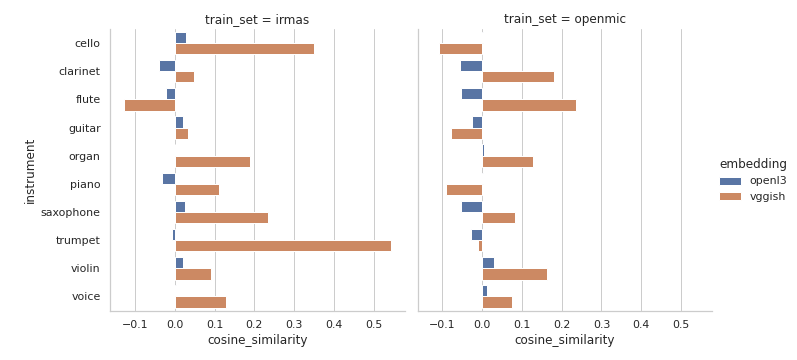 train_set = irmas
train_set = openmic
cello
clarinet
flute
guitar
organ
piano
saxophone
trumpet
violin
voice
instrument
−0.1 0.0 0.1 0.2 0.3 0.4 0.5
cosine_similarity
−0.1 0.0 0.1 0.2 0.3 0.4 0.5
cosine_similarity
embedding
openl3
vggish